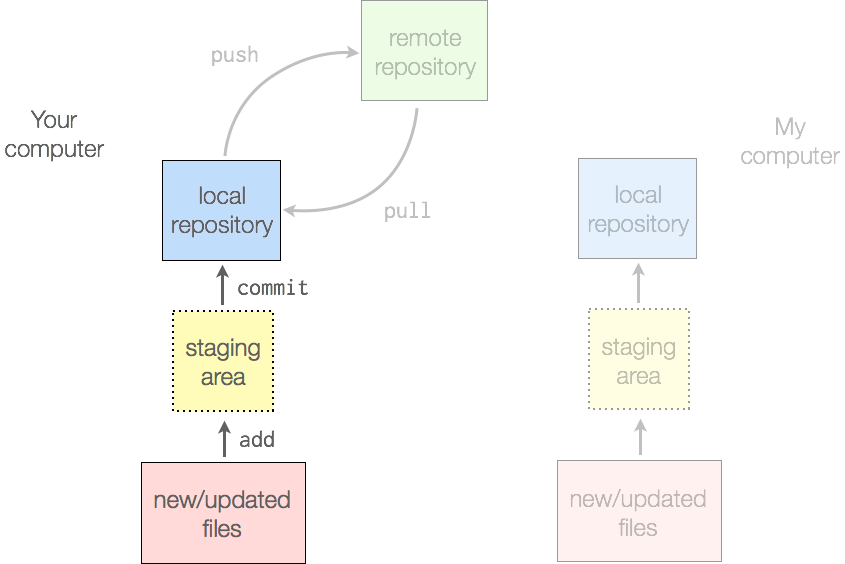 remote
repository
push
Your
computer
My
computer
local
repository
pull
local
repository
commit
staging
area
staging
area
add
new/updated
files
new/updated
files